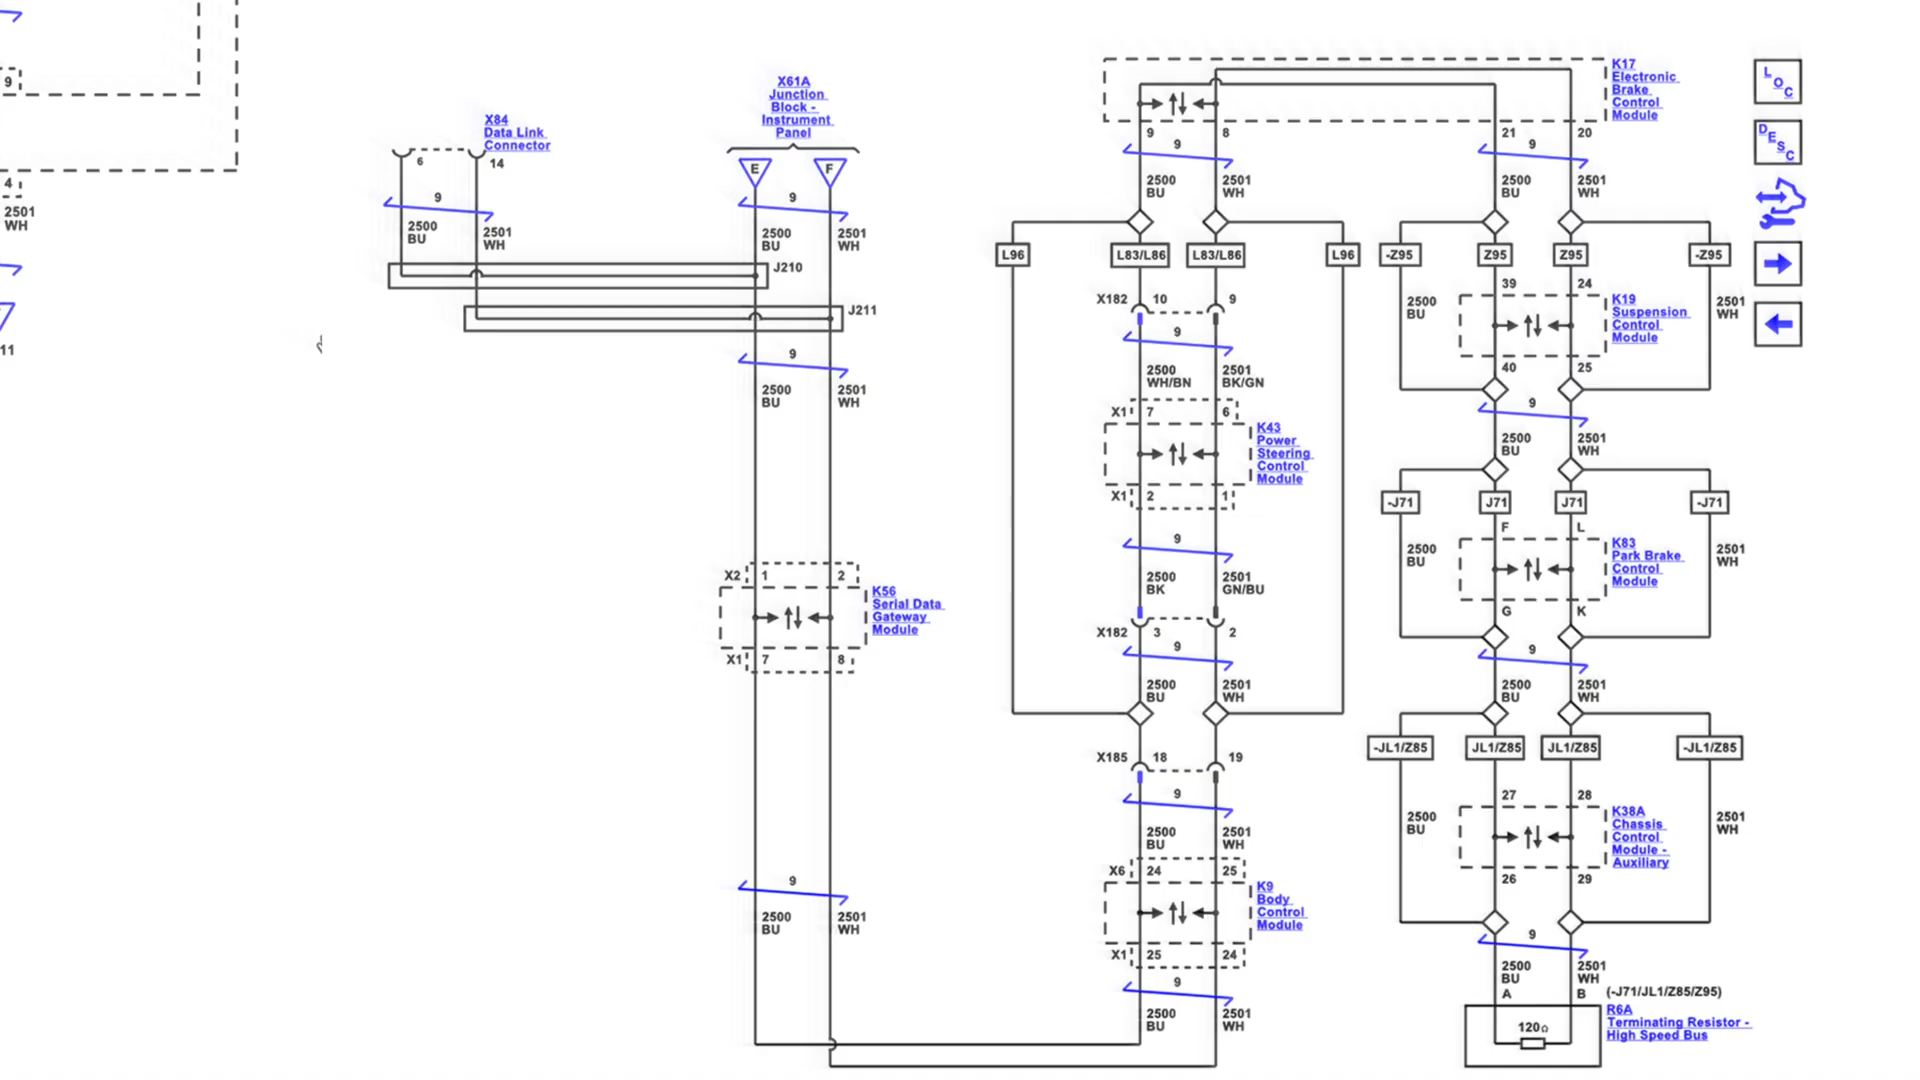 9
4
2501
WH
11
X84
Data Link
Connector
6
14
9
2500
BU
2501
WH
X61A
Junction
Block -
Instrument
Panel
E
F
9
2500
BU
2501
WH
J210
J211
9
2500
BU
2501
WH
X2
1
2
K56
Serial Data
Gateway
Module
X1
7
8
9
2500
BU
2501
WH
K17
Electronic
Brake
Control
Module
9
8
21
20
9
2500
BU
2501
WH
9
2500
BU
2501
WH
L96
L83/L86
L83/L86
L96
X182
10
9
9
2500
WH/BN
2501
BK/GN
X1
7
6
K43
Power
Steering
Control
Module
X1
2
1
9
2500
BK
2501
GN/BU
X182
3
2
9
2500
BU
2501
WH
X185
18
19
9
2500
BU
2501
WH
X6
24
25
K9
Body
Control
Module
X1
25
24
9
2500
BU
2501
WH
-Z95
Z95
Z95
-Z95
39
24
2500
BU
K19
Suspension
Control
Module
2501
WH
40
25
9
2500
BU
2501
WH
-J71
J71
J71
-J71
F
L
2500
BU
K83
Park Brake
Control
Module
2501
WH
G
K
9
2500
BU
2501
WH
-JL1/Z85
JL1/Z85
JL1/Z85
-JL1/Z85
27
28
2500
BU
K38A
Chassis
Control
Module -
Auxiliary
2501
WH
26
29
9
2500
BU
2501
WH
A
B
(-J71/JL1/Z85/Z95)
R6A
Terminating Resistor -
High Speed Bus
120Ω
LOC
DESC